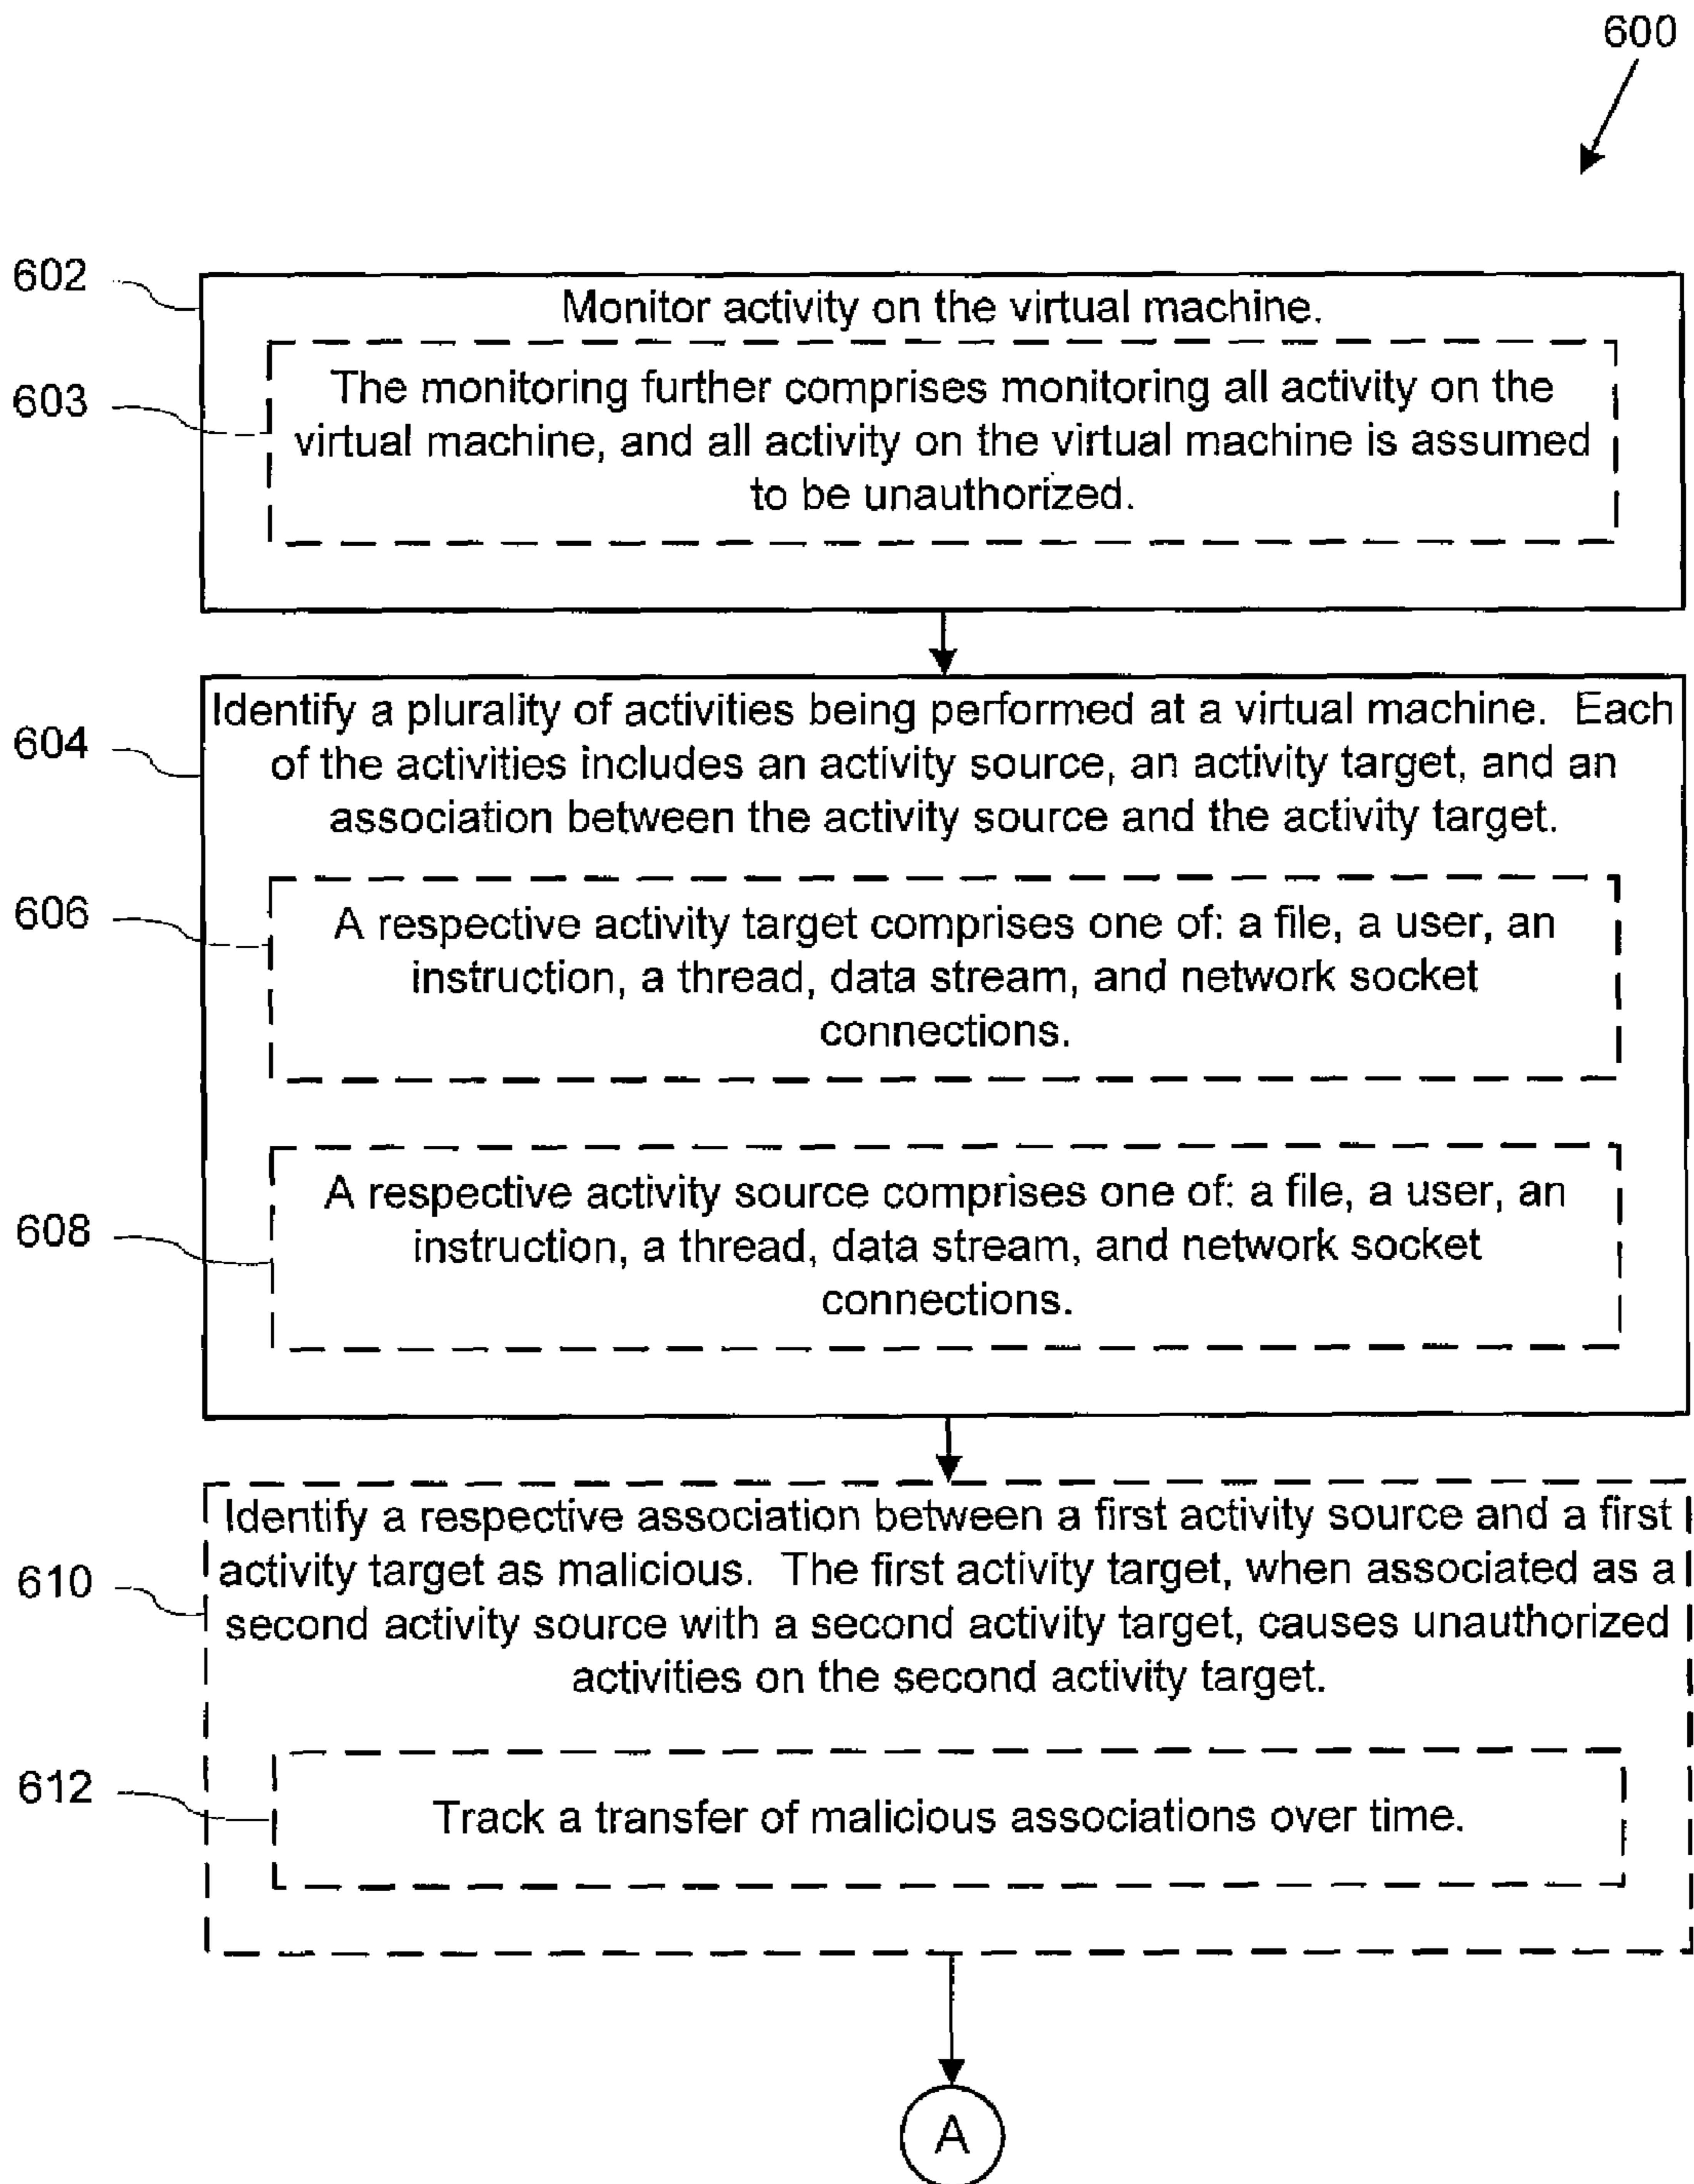 600
602
Monitor activity on the virtual machine.
603
The monitoring further comprises monitoring all activity on the
virtual machine, and all activity on the virtual machine is assumed
to be unauthorized.
604
Identify a plurality of activities being performed at a virtual machine. Each
of the activities includes an activity source, an activity target, and an
association between the activity source and the activity target.
606
A respective activity target comprises one of: a file, a user, an
instruction, a thread, data stream, and network socket
connections.
608
A respective activity source comprises one of: a file, a user, an
instruction, a thread, data stream, and network socket
connections.
610
Identify a respective association between a first activity source and a first
activity target as malicious. The first activity target, when associated as a
second activity source with a second activity target, causes unauthorized
activities on the second activity target.
612
Track a transfer of malicious associations over time.
A